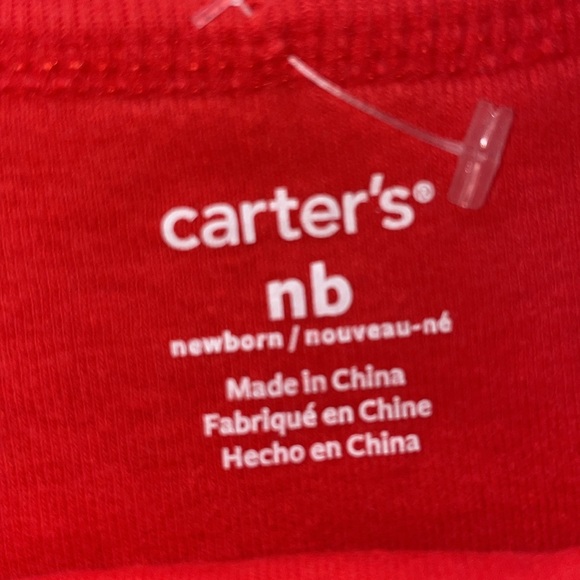 carter's®
nb
newborn / nouveau-né
Made in China
Fabriqué en Chine
Hecho en China